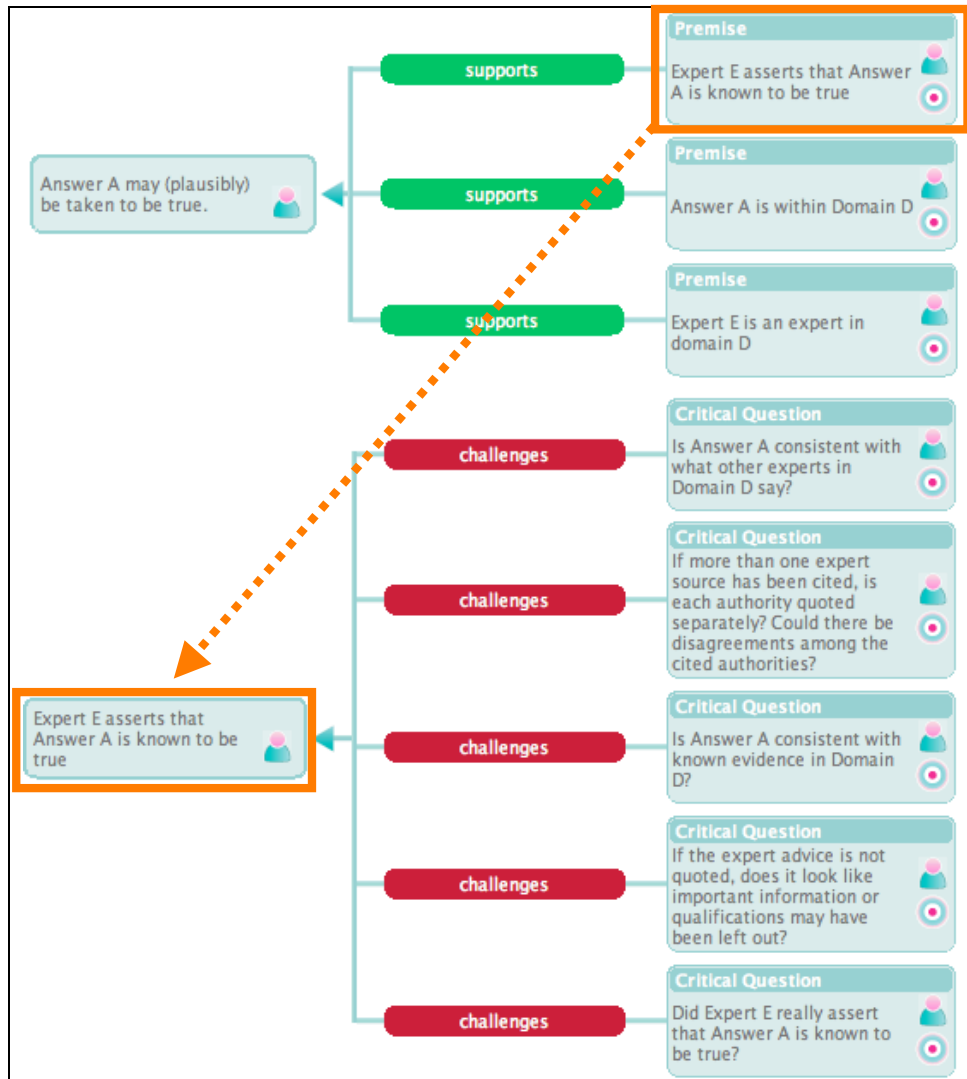 Premise
supports
Expert E asserts that Answer
A is known to be true
Premise
Answer A may (plausibly)
be taken to be true.
supports
Answer A is within Domain D
Premise
supports
Expert E is an expert in
domain D
Critical Question
challenges
Is Answer A consistent with
what other experts in
Domain D say?
Critical Question
challenges
If more than one expert
source has been cited, is
each authority quoted
separately? Could there be
disagreements among the
cited authorities?
Expert E asserts that
Answer A is known to be
true
Critical Question
challenges
Is Answer A consistent with
known evidence in Domain
D?
Critical Question
challenges
If the expert advice is not
quoted, does it look like
important information or
qualifications may have
been left out?
Critical Question
challenges
Did Expert E really assert
that Answer A is known to
be true?